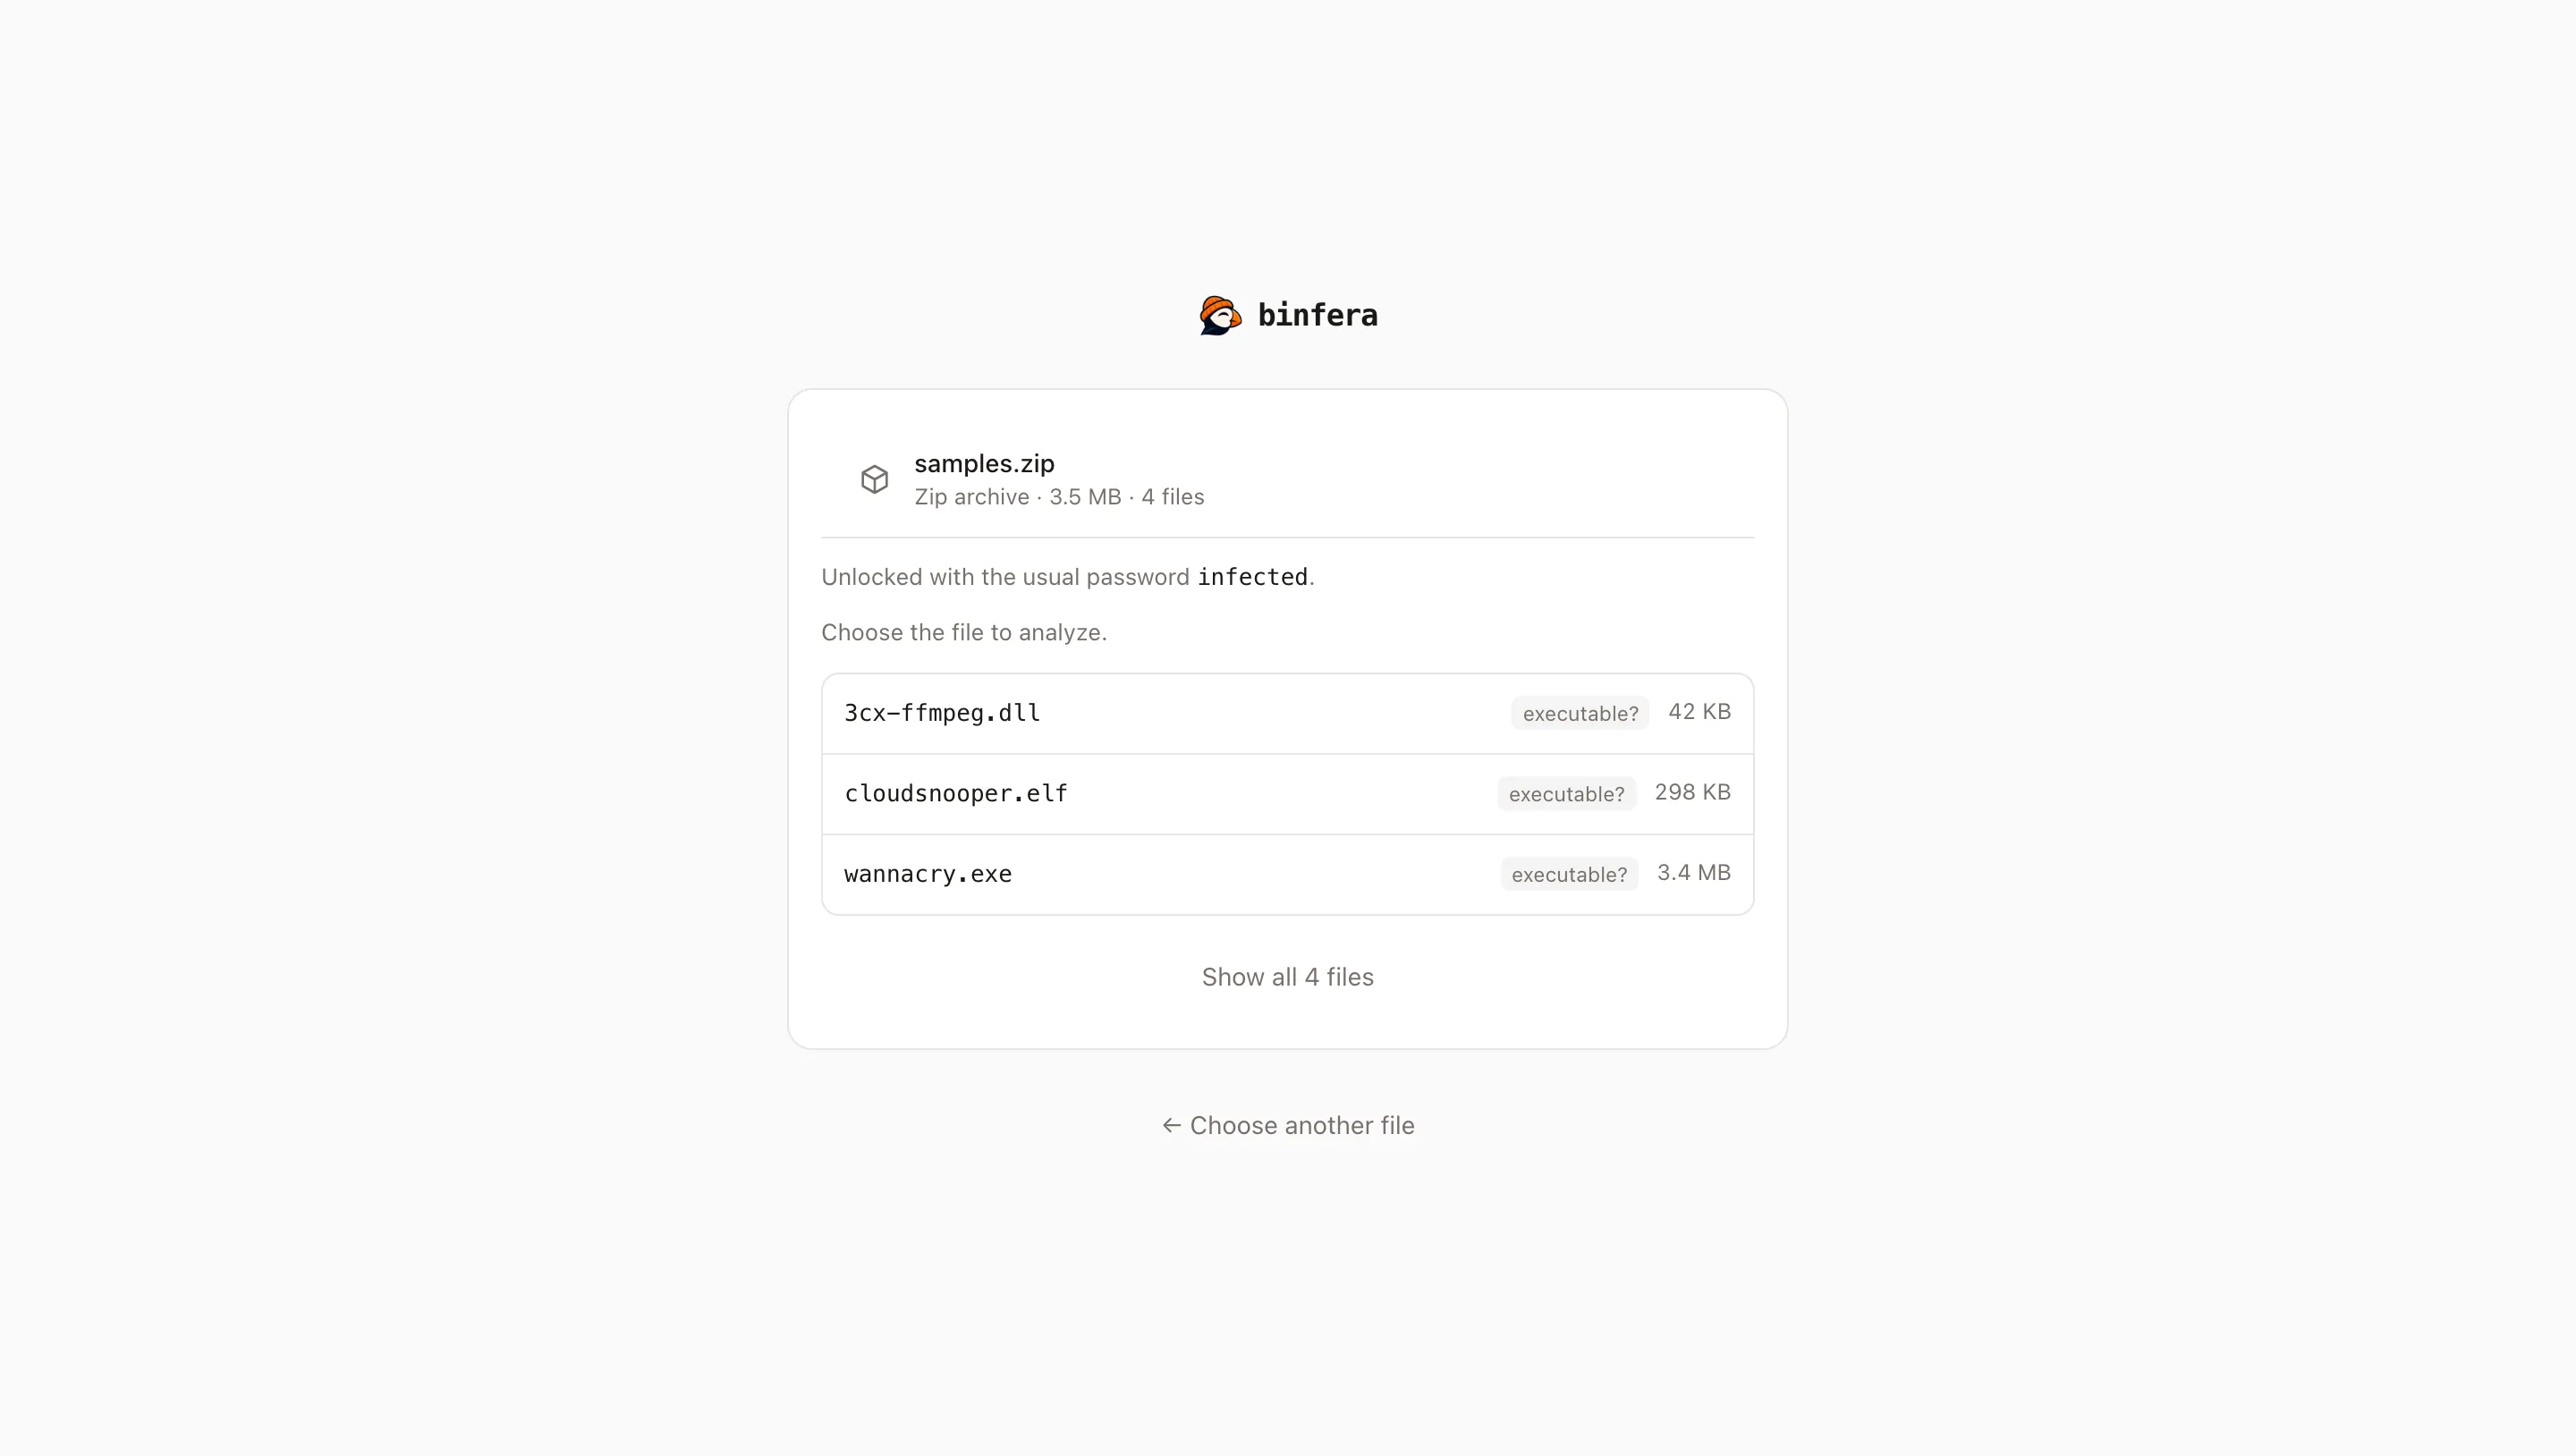 binfera
samples.zip
Zip archive · 3.5 MB · 4 files
Unlocked with the usual password infected.
Choose the file to analyze.
3cx-ffmpeg.dll executable? 42 KB
cloudsnooper.elf executable? 298 KB
wannacry.exe executable? 3.4 MB
Show all 4 files
← Choose another file